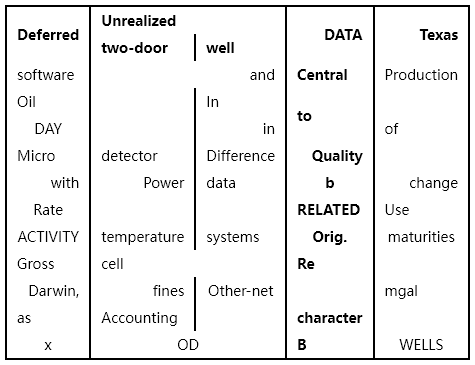 Unrealized
Deferred two-door well DATA Texas
software and Central Production
Oil In
to
DAY in of
Micro detector Difference Quality
with Power data b change
Rate RELATED Use
ACTIVITY temperature systems Orig. maturities
Gross cell Re
Darwin, fines Other-net mgal
as Accounting character
x OD B WELLS